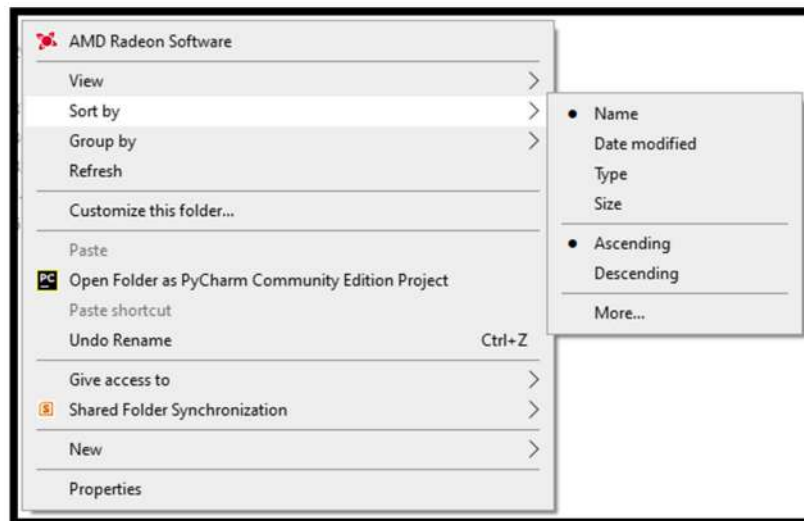 AMD Radeon Software
View
Sort by
Group by
Refresh
Customize this folder...
Paste
PC Open Folder as PyCharm Community Edition Project
Paste shortcut
Undo Rename Ctrl+Z
Give access to
S Shared Folder Synchronization
New
Properties
Name
Date modified
Type
Size
Ascending
Descending
More...